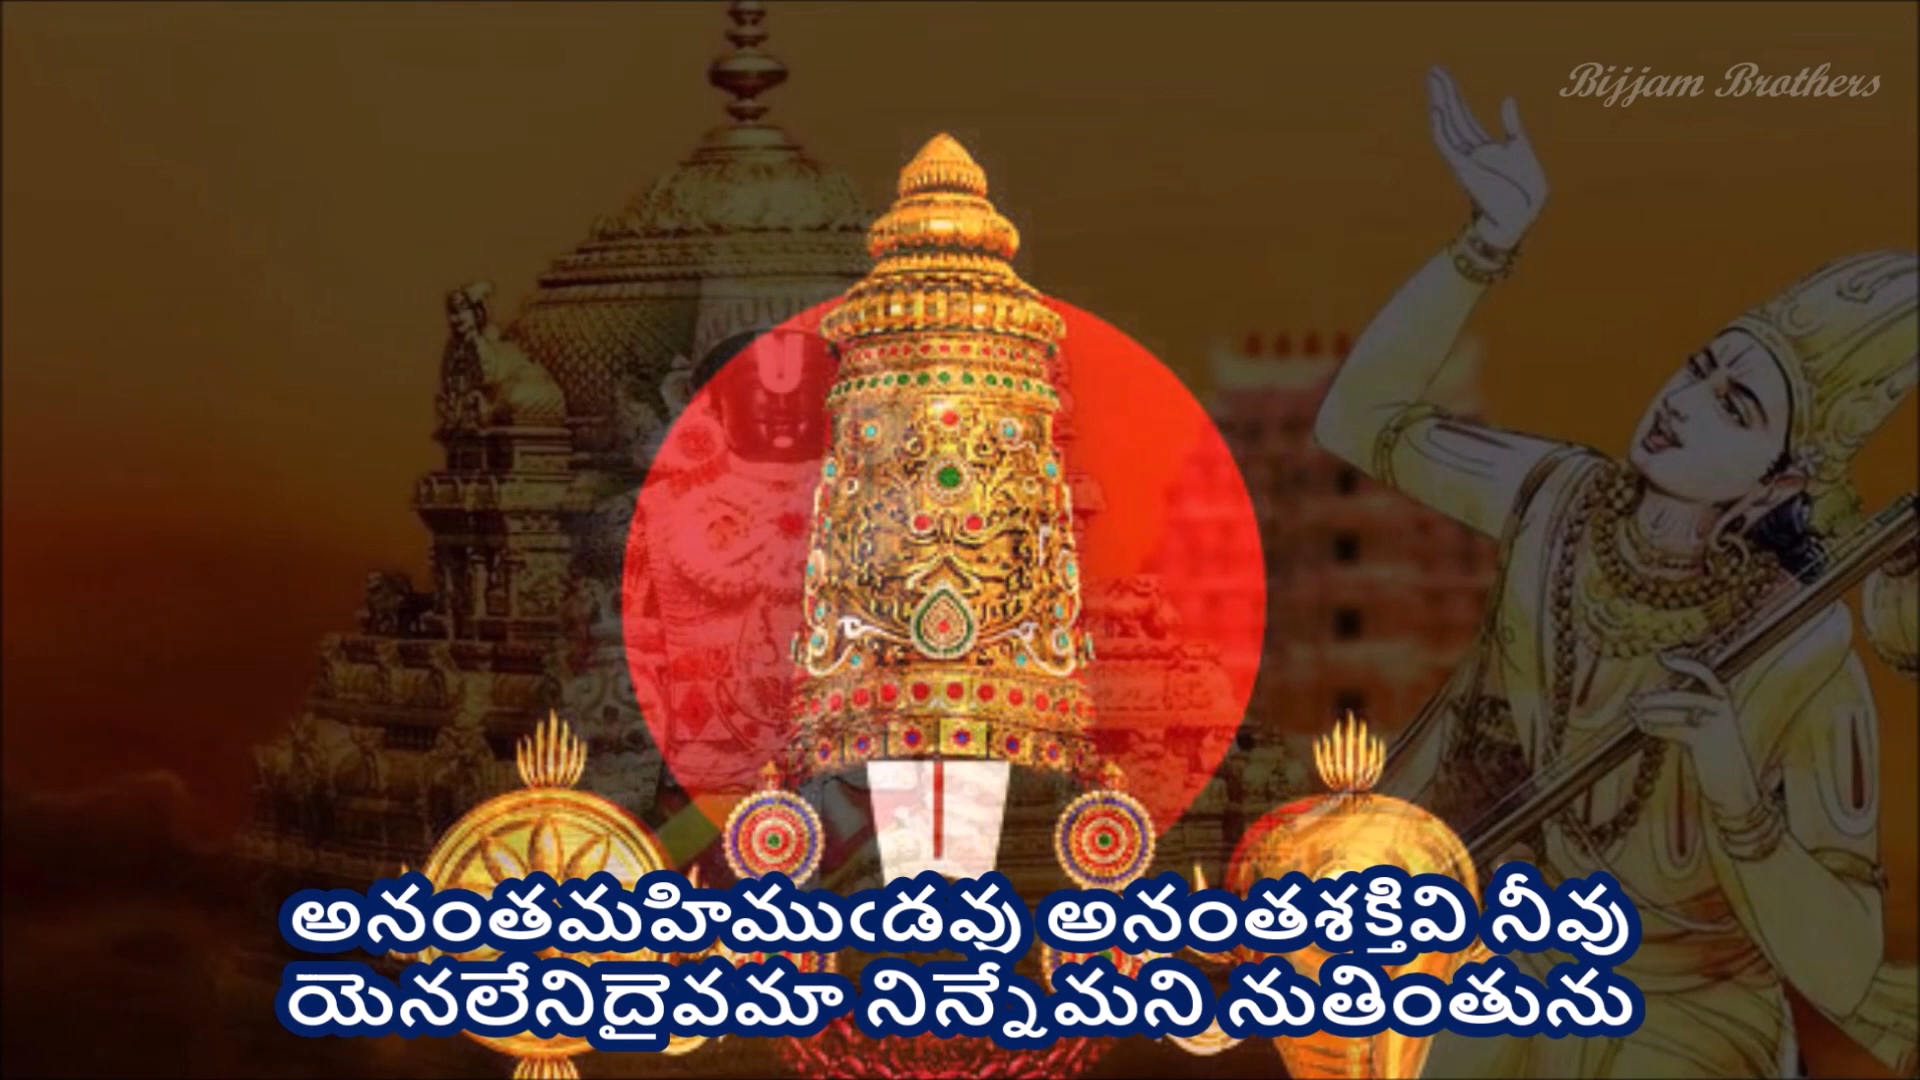 Bijjam Brothers
అనంతమహిముఁడవు అనంతశక్తివి నీవు
యెనలేనిదైవమా నిన్నేమని నుతింతును